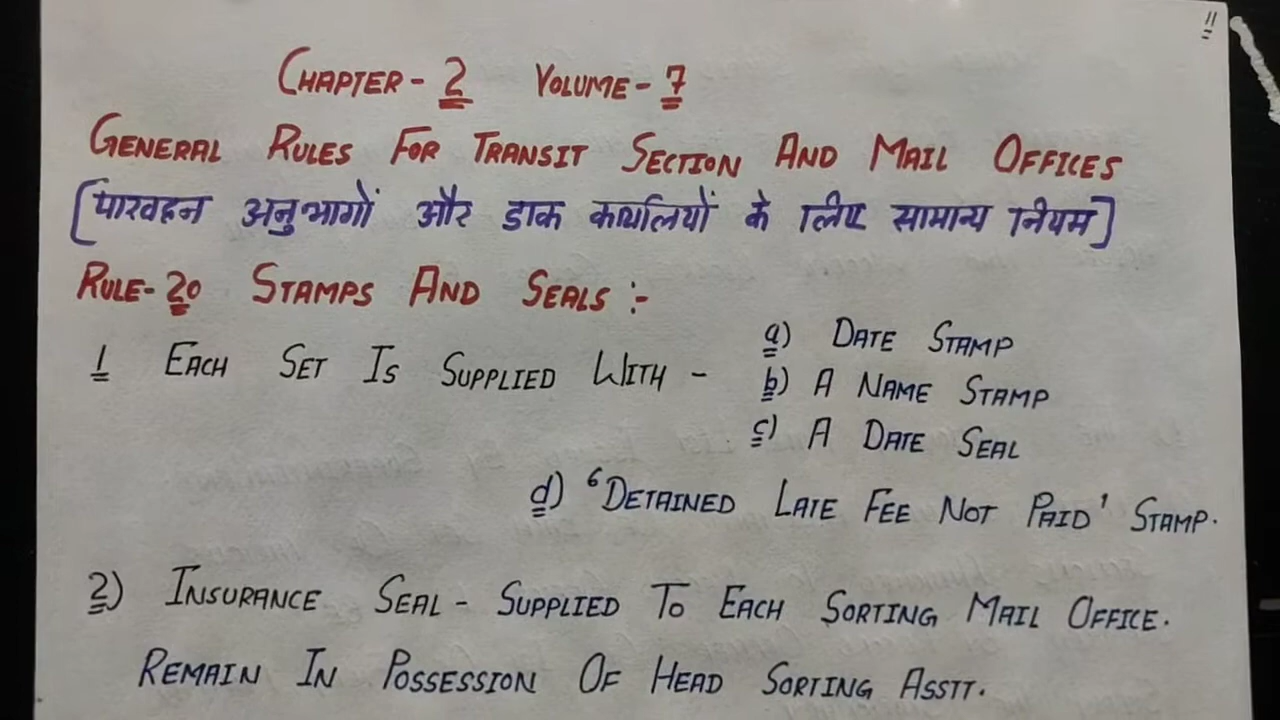 11
CHAPTER - 2 VOLUME - 7
GENERAL RULES FOR TRANSIT SECTION AND MAIL OFFICES
[पारवहन अनुभागों और डाक कार्यालयों के लिए सामान्य नियम]
RULE - 20 STAMPS AND SEALS :-
1 EACH SET IS SUPPLIED WITH - a) DATE STAMP
b) A NAME STAMP
c) A DATE SEAL
d) ‘DETAINED LATE FEE NOT PAID’ STAMP.
2) INSURANCE SEAL - SUPPLIED TO EACH SORTING MAIL OFFICE.
REMAIN IN POSSESSION OF HEAD SORTING ASSTT.